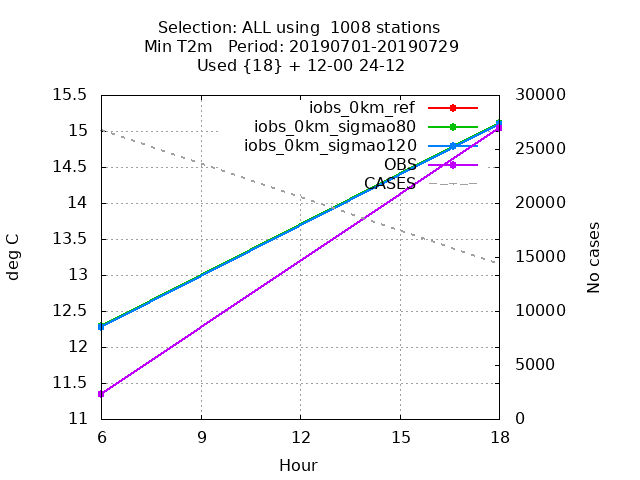 Selection: ALL using  1008 stations
Min T2m   Period: 20190701-20190729
Used {18} + 12-00 24-12
15.5
15
14.5
14
13.5
13
12.5
12
11.5
11
30000
25000
20000
15000
10000
5000
0
iobs_0km_ref
iobs_0km_sigmao80
iobs_0km_sigmao120
OBS
CASES
deg C
No cases
6 9 12 15 18
Hour